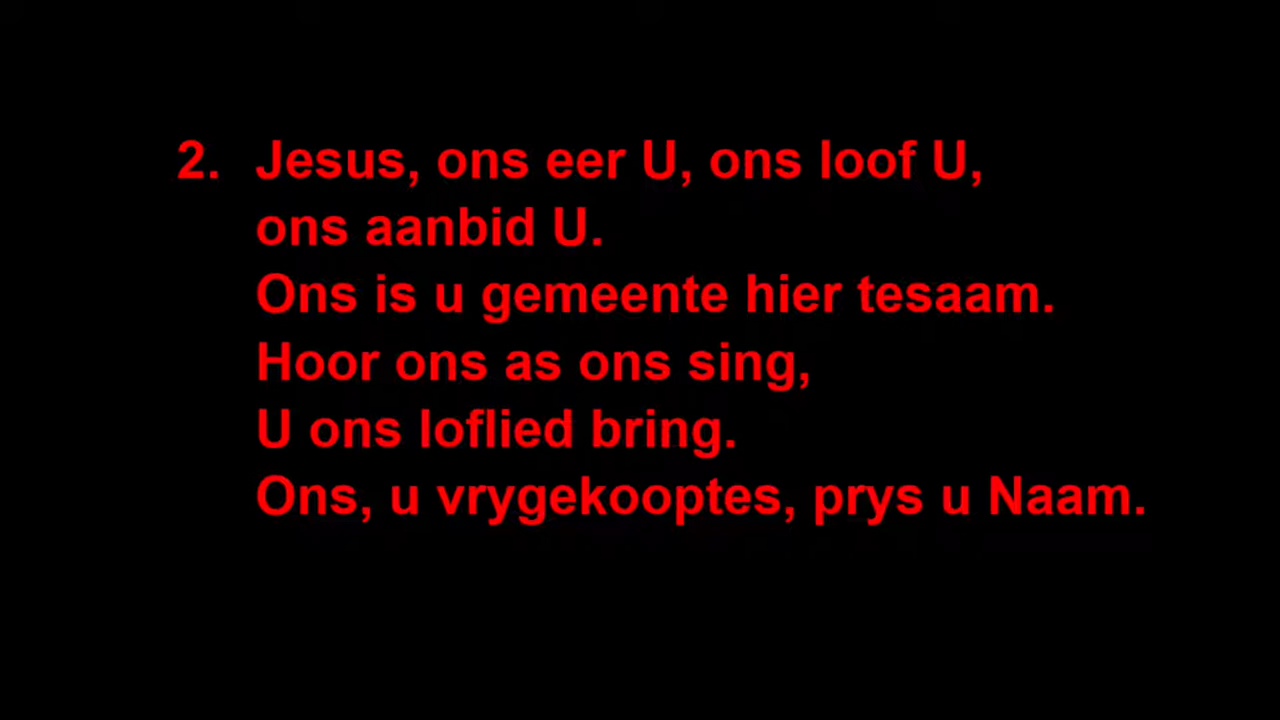 2. Jesus, ons eer U, ons loof U,
ons aanbid U.
Ons is u gemeente hier tesaam.
Hoor ons as ons sing,
U ons loflied bring.
Ons, u vrygekooptes, prys u Naam.